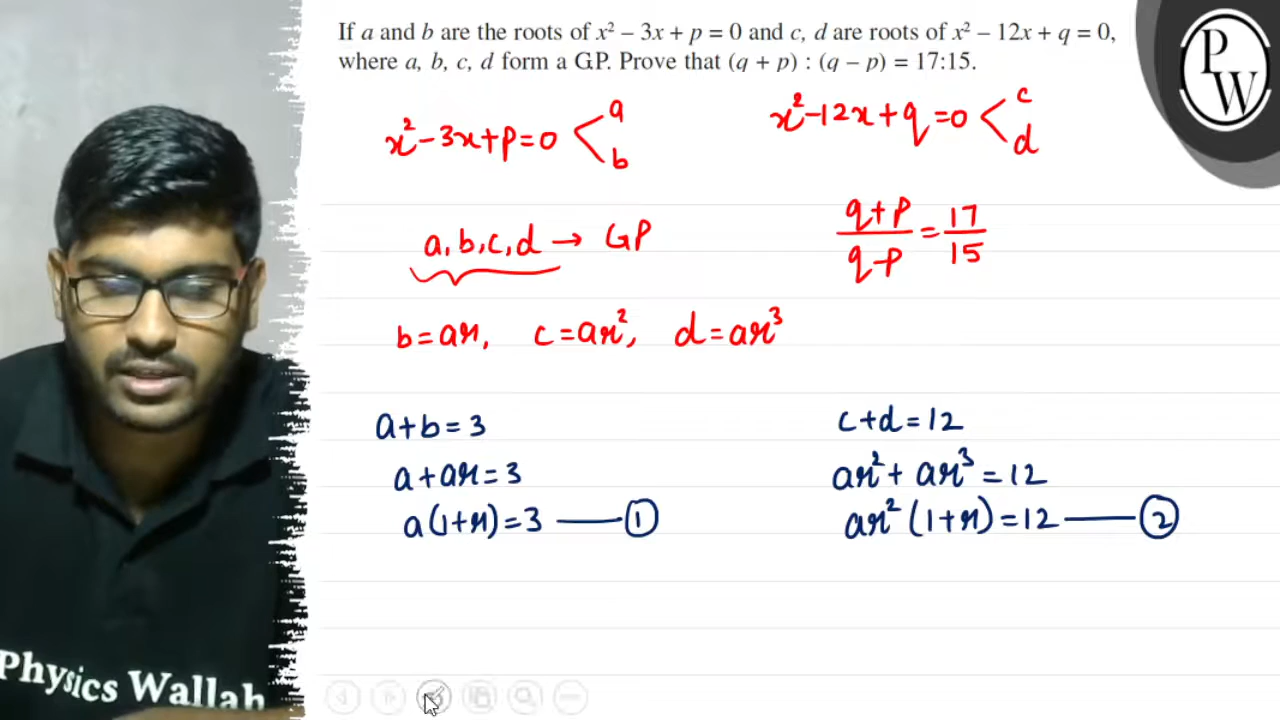 If a and b are the roots of x² – 3x + p = 0 and c, d are roots of x² – 12x + q = 0,
where a, b, c, d form a G.P. Prove that (q + p) : (q – p) = 17:15.
PW
x²-3x+p=0 < a
b
x²-12x+q=0 < c
d
a, b, c, d → GP
q+p/q-p = 17/15
b=ar, c=ar², d=ar³
a+b=3
a+ar=3
a(1+r)=3 —— ①
c+d=12
ar²+ar³=12
ar²(1+r)=12 —— ②
Physics Wallah